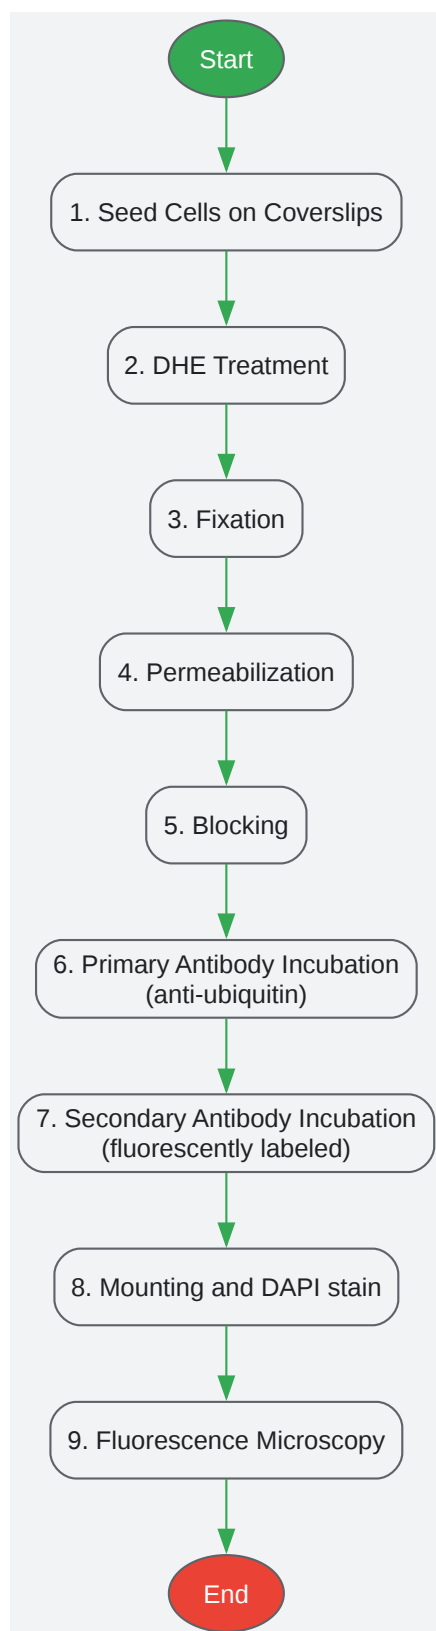 Start
1. Seed Cells on Coverslips
2. DHE Treatment
3. Fixation
4. Permeabilization
5. Blocking
6. Primary Antibody Incubation
(anti-ubiquitin)
7. Secondary Antibody Incubation
(fluorescently labeled)
8. Mounting and DAPI stain
9. Fluorescence Microscopy
End